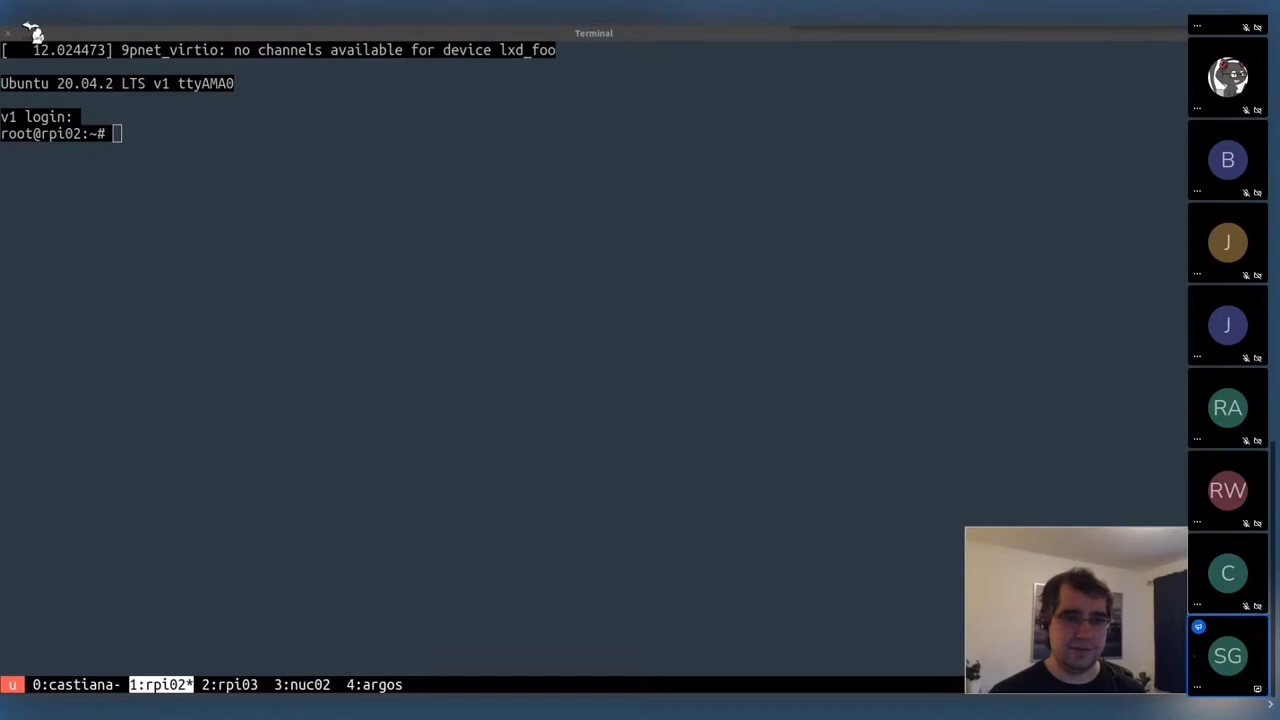 Terminal
[   12.024473] 9pnet_virtio: no channels available for device lxd_foo
Ubuntu 20.04.2 LTS v1 ttyAMA0
v1 login:
root@rpi02:~#
B
J
J
RA
RW
C
SG
u 0:castiana- 1:rpi02* 2:rpi03 3:nuc02 4:argos